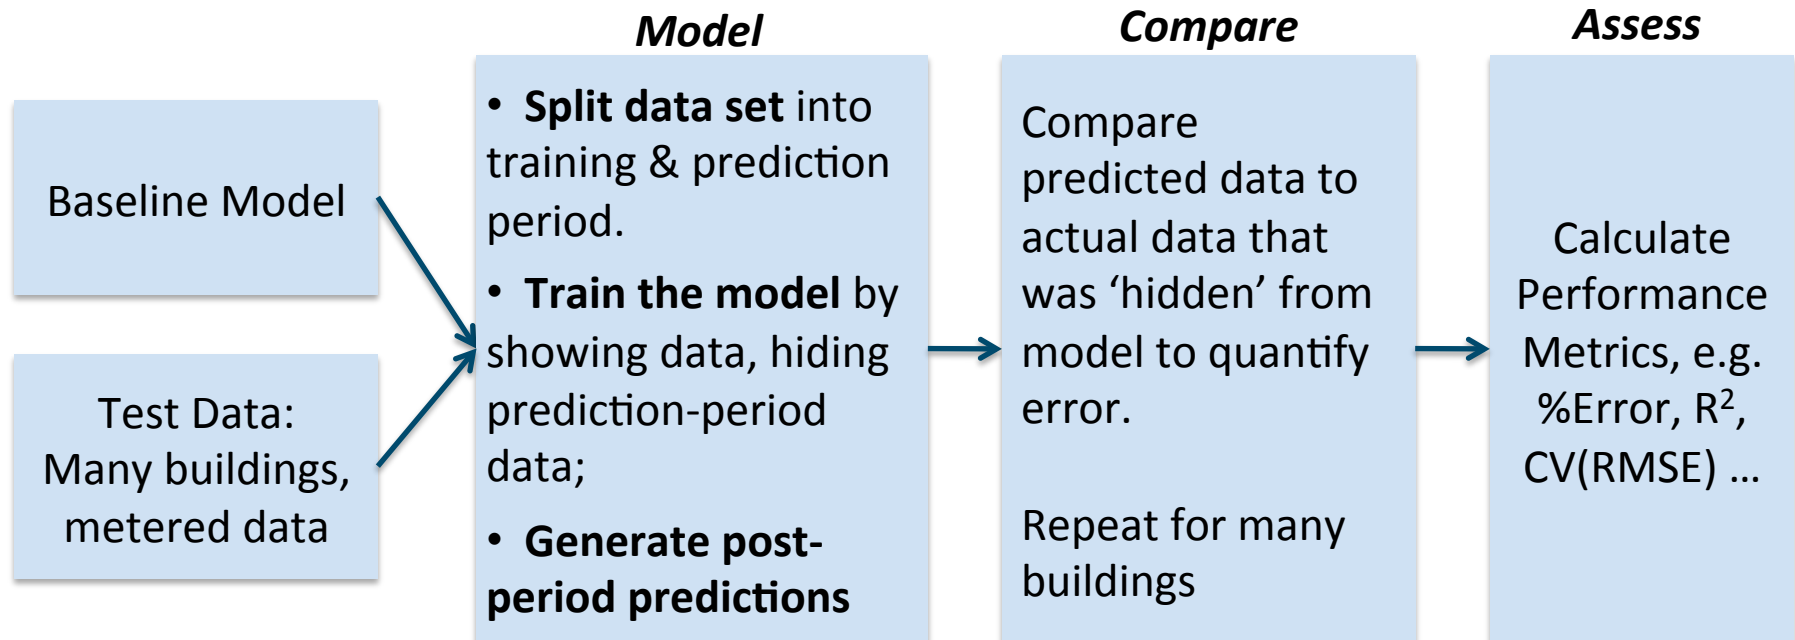 Baseline Model
Test Data:
Many buildings,
metered data
Model
• Split data set into
training & prediction
period.
• Train the model by
showing data, hiding
prediction-period
data;
• Generate post-
period predictions
Compare
Compare
predicted data to
actual data that
was ‘hidden’ from
model to quantify
error.
Repeat for many
buildings
Assess
Calculate
Performance
Metrics, e.g.
%Error, R²,
CV(RMSE) …